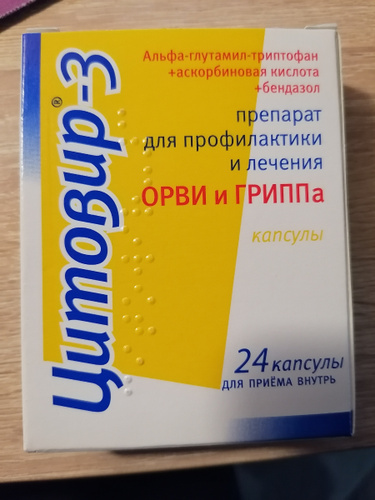 Цитовир®-3
Альфа-глутамил-триптофан
+аскорбиновая кислота
+бендазол
препарат
для профилактики
и лечения
ОРВИ и ГРИППа
капсулы
24 капсулы
ДЛЯ ПРИЁМА ВНУТРЬ